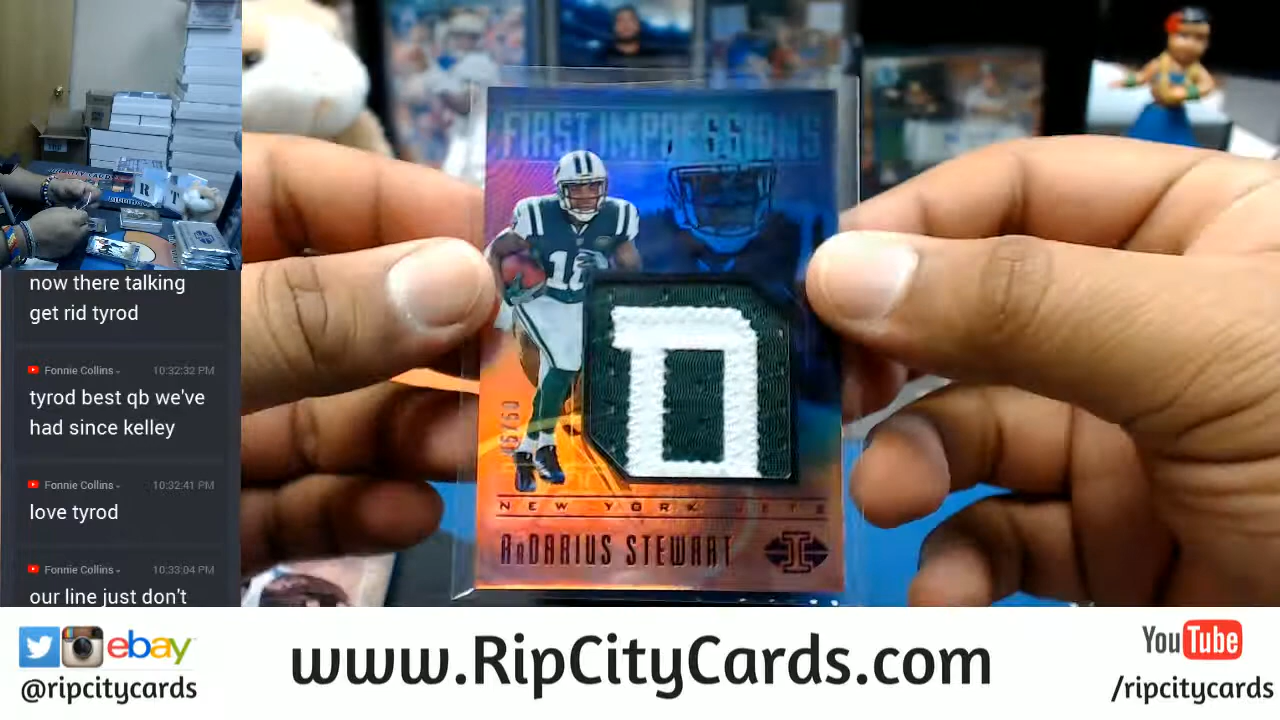 now there talking
get rid tyrod
Fonnie Collins
10:32:32 PM
tyrod best qb we've
had since kelley
Fonnie Collins
10:32:41 PM
love tyrod
Fonnie Collins
10:33:04 PM
our line just don't
R T
FIRST IMPRESSIONS
18
NEW YORK JETS
ArDARIUS STEWART
I
ebay
@ripcitycards
www.RipCityCards.com
YouTube
/ripcitycards